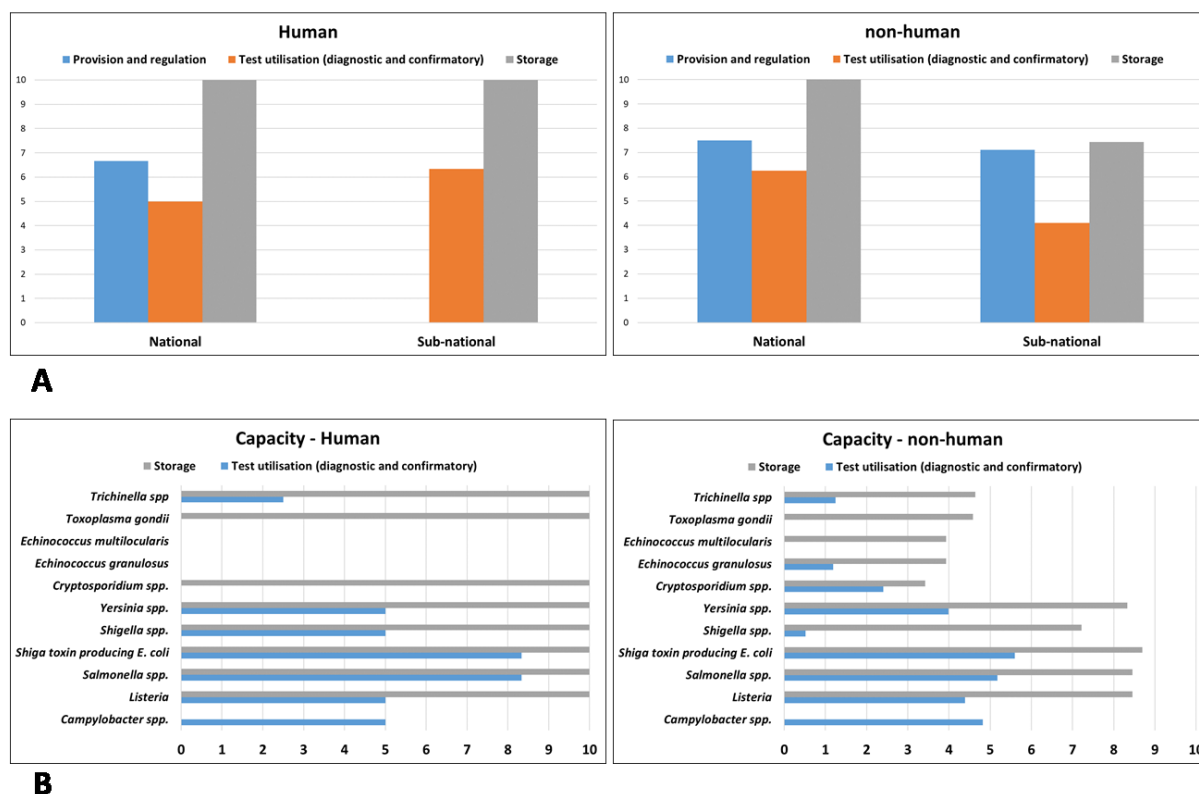 Human
Provision and regulation Test utilisation (diagnostic and confirmatory) Storage
10
9
8
7
6
5
4
3
2
1
0
National Sub-national
non-human
Provision and regulation Test utilisation (diagnostic and confirmatory) Storage
10
9
8
7
6
5
4
3
2
1
0
National Sub-national
A
Capacity - Human
Storage Test utilisation (diagnostic and confirmatory)
Trichinella spp
Toxoplasma gondii
Echinococcus multilocularis
Echinococcus granulosus
Cryptosporidium spp.
Yersinia spp.
Shigella spp.
Shiga toxin producing E. coli
Salmonella spp.
Listeria
Campylobacter spp.
0 1 2 3 4 5 6 7 8 9 10
Capacity - non-human
Storage Test utilisation (diagnostic and confirmatory)
Trichinella spp
Toxoplasma gondii
Echinococcus multilocularis
Echinococcus granulosus
Cryptosporidium spp.
Yersinia spp.
Shigella spp.
Shiga toxin producing E. coli
Salmonella spp.
Listeria
Campylobacter spp.
0 1 2 3 4 5 6 7 8 9 10
B